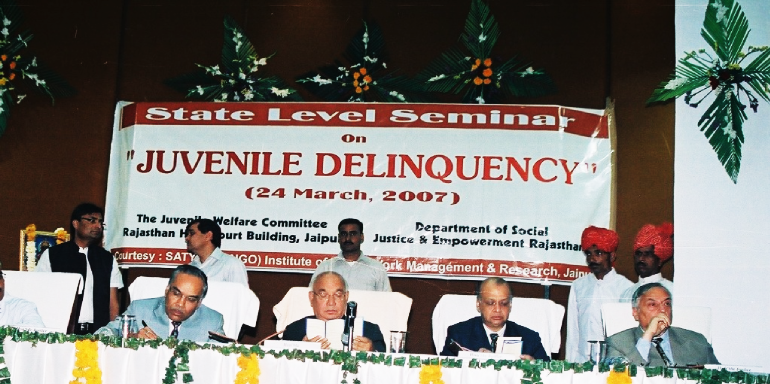 State Level Seminar
on
"JUVENILE DELINQUENCY"
(24 March, 2007)
The Juvenile Welfare Committee
Rajasthan H Court Building, Jaipur
Department of Social
Justice & Empowerment Rajasthan
Courtesy : SATY NGO) Institute of Work Management & Research, Jaipur